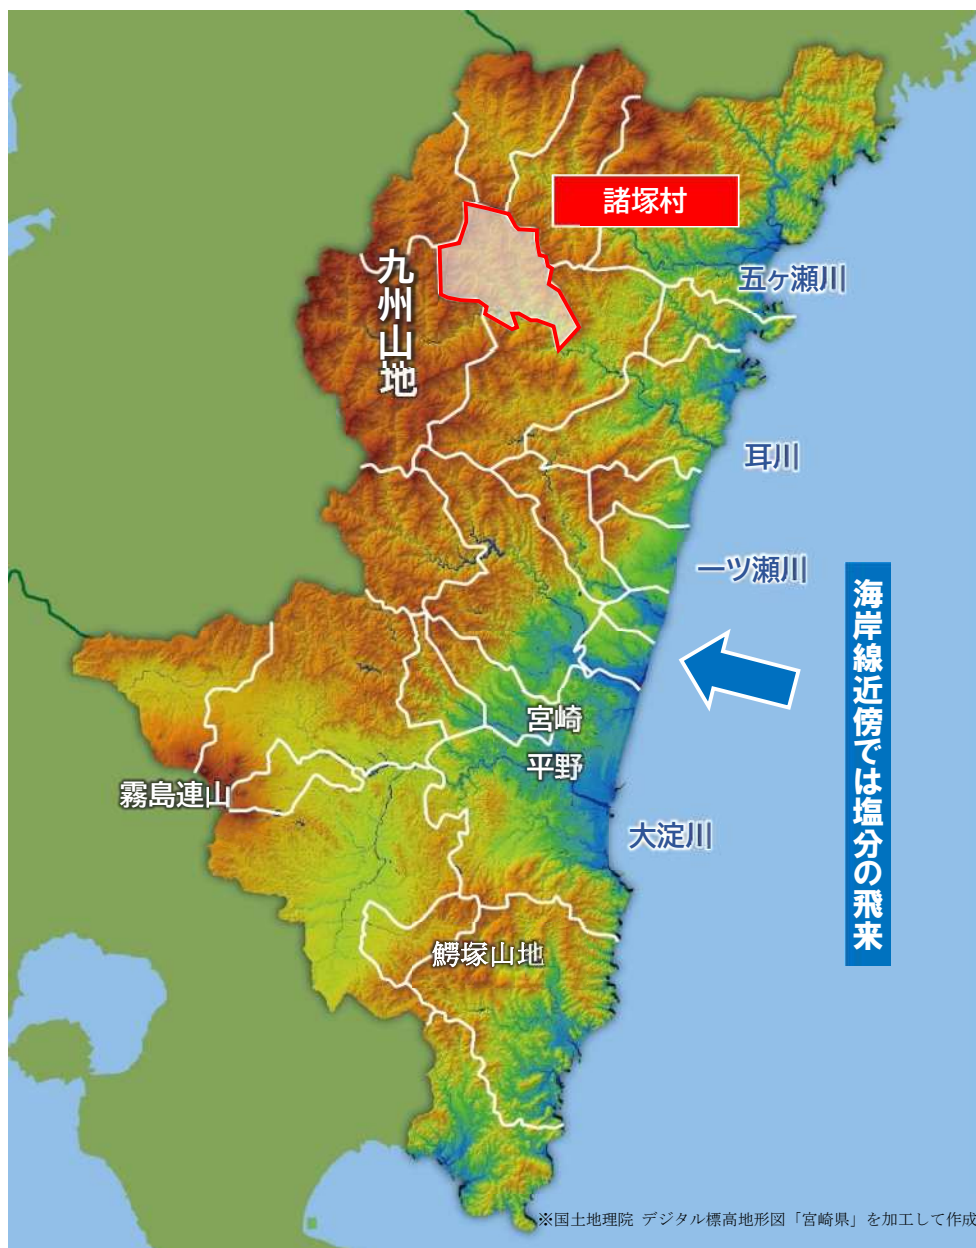 諸塚村
五ヶ瀬川
九州山地
耳川
一ツ瀬川
海岸線近傍では塩分の飛来
宮崎
平野
霧島連山
大淀川
鰐塚山地
※国土地理院 デジタル標高地形図「宮崎県」を加工して作成